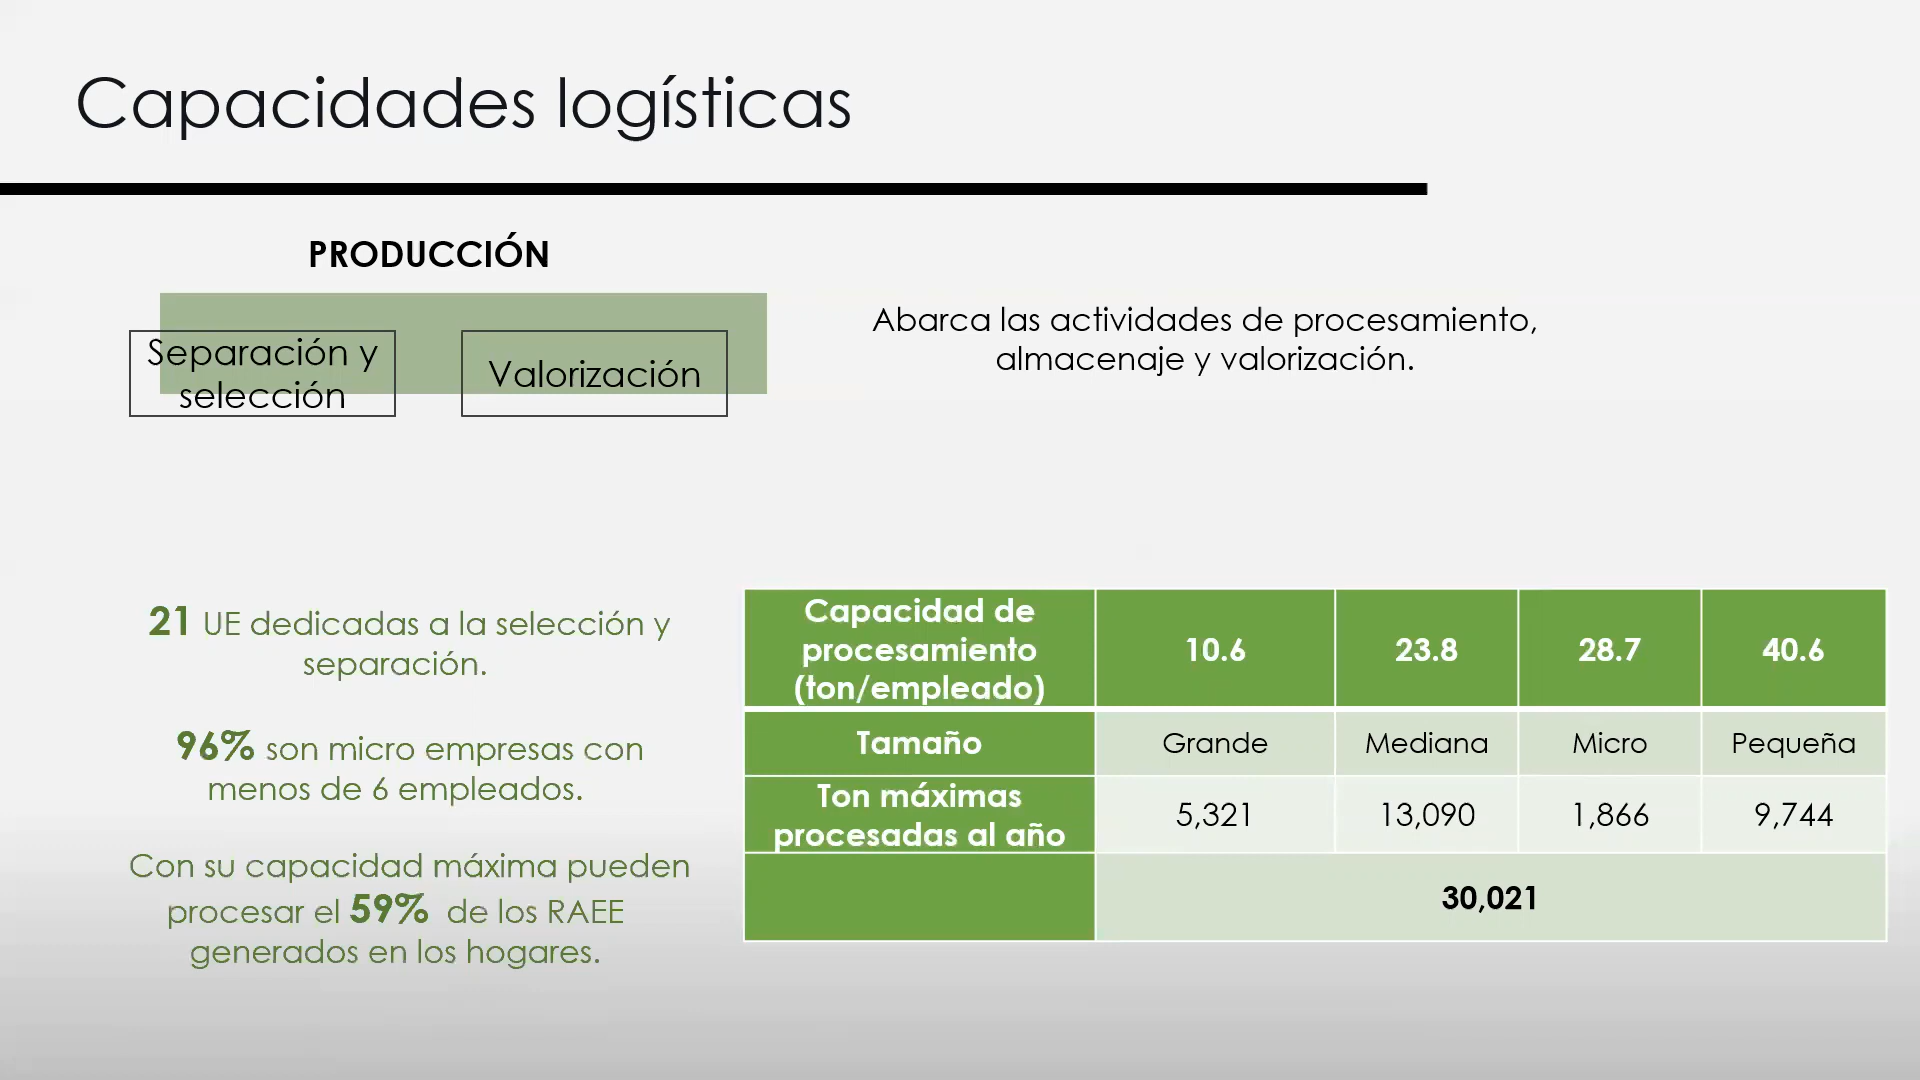 Capacidades logísticas
PRODUCCIÓN
Separación y
selección
Valorización
Abarca las actividades de procesamiento,
almacenaje y valorización.
21 UE dedicadas a la selección y
separación.
96% son micro empresas con
menos de 6 empleados.
Con su capacidad máxima pueden
procesar el 59% de los RAEE
generados en los hogares.
Capacidad de
procesamiento
(ton/empleado)
10.6
23.8
28.7
40.6
Tamaño
Grande
Mediana
Micro
Pequeña
Ton máximas
procesadas al año
5,321
13,090
1,866
9,744
30,021